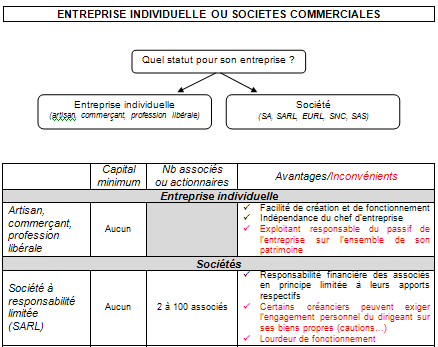 ENTREPRISE INDIVIDUELLE OU SOCIETES COMMERCIALES
Quel statut pour son entreprise ?
Entreprise individuelle
(artisan, commerçant, profession libérale)
Société
(SA, SARL, EURL, SNC, SAS)
Capital
minimum
Nb associés
ou actionnaires
Avantages/Inconvénients
Entreprise individuelle
Artisan,
commerçant,
profession
libérale
Aucun
✓ Facilité de création et de fonctionnement
✓ Indépendance du chef d'entreprise
✓ Exploitant responsable du passif de
l'entreprise sur l'ensemble de son
patrimoine
Sociétés
Société à
responsabilité
limitée
(SARL)
Aucun
2 à 100 associés
✓ Responsabilité financière des associés
en principe limitée à leurs apports
respectifs
✓ Certains créanciers peuvent exiger
l'engagement personnel du dirigeant sur
ses biens propres (cautions...)
✓ Lourdeur de fonctionnement